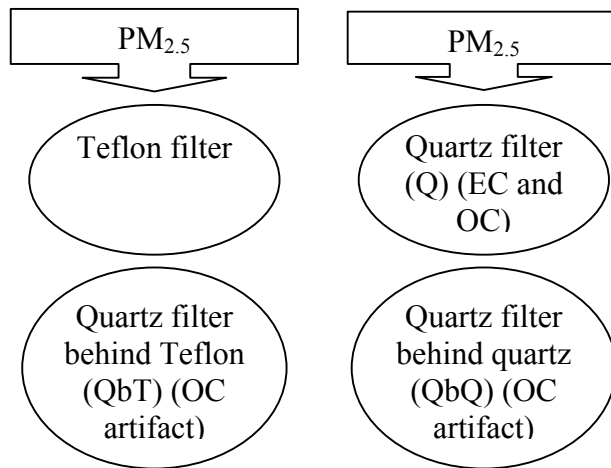 PM2.5
Teflon filter
Quartz filter
behind Teflon
(QbT) (OC
artifact)
PM2.5
Quartz filter
(Q) (EC and
OC)
Quartz filter
behind quartz
(QbQ) (OC
artifact)